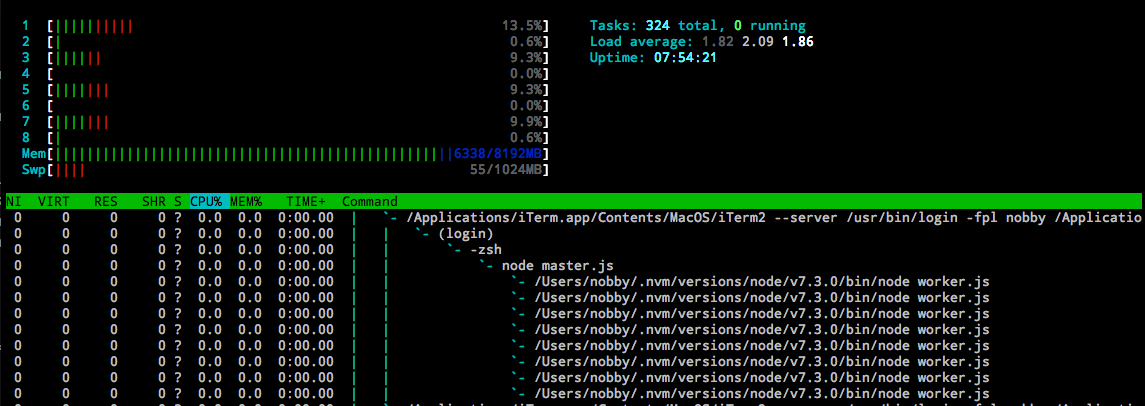 1 [||||||||||| 13.5%] Tasks: 324 total, 0 running
2 [| 0.6%] Load average: 1.82 2.09 1.86
3 [|||||| 9.3%] Uptime: 07:54:21
4 [ 0.0%]
5 [||||||| 9.3%]
6 [ 0.0%]
7 [||||||| 9.9%]
8 [| 0.6%]
Mem[||||||||||||||||||||||||||||||||||||||||||||||||||6338/8192MB]
Swp[|||| 55/1024MB]
NI VIRT RES SHR S CPU% MEM% TIME+ Command
0 0 0 0 ? 0.0 0.0 0:00.00 | `- /Applications/iTerm.app/Contents/MacOS/iTerm2 --server /usr/bin/login -fpl nobby /Applicatio
0 0 0 0 ? 0.0 0.0 0:00.00 | | `- (login)
0 0 0 0 ? 0.0 0.0 0:00.00 | | `- -zsh
0 0 0 0 ? 0.0 0.0 0:00.00 | | `- node master.js
0 0 0 0 ? 0.0 0.0 0:00.00 | | `- /Users/nobby/.nvm/versions/node/v7.3.0/bin/node worker.js
0 0 0 0 ? 0.0 0.0 0:00.00 | | `- /Users/nobby/.nvm/versions/node/v7.3.0/bin/node worker.js
0 0 0 0 ? 0.0 0.0 0:00.00 | | `- /Users/nobby/.nvm/versions/node/v7.3.0/bin/node worker.js
0 0 0 0 ? 0.0 0.0 0:00.00 | | `- /Users/nobby/.nvm/versions/node/v7.3.0/bin/node worker.js
0 0 0 0 ? 0.0 0.0 0:00.00 | | `- /Users/nobby/.nvm/versions/node/v7.3.0/bin/node worker.js
0 0 0 0 ? 0.0 0.0 0:00.00 | | `- /Users/nobby/.nvm/versions/node/v7.3.0/bin/node worker.js
0 0 0 0 ? 0.0 0.0 0:00.00 | | `- /Users/nobby/.nvm/versions/node/v7.3.0/bin/node worker.js
0 0 0 0 ? 0.0 0.0 0:00.00 | | `- /Users/nobby/.nvm/versions/node/v7.3.0/bin/node worker.js